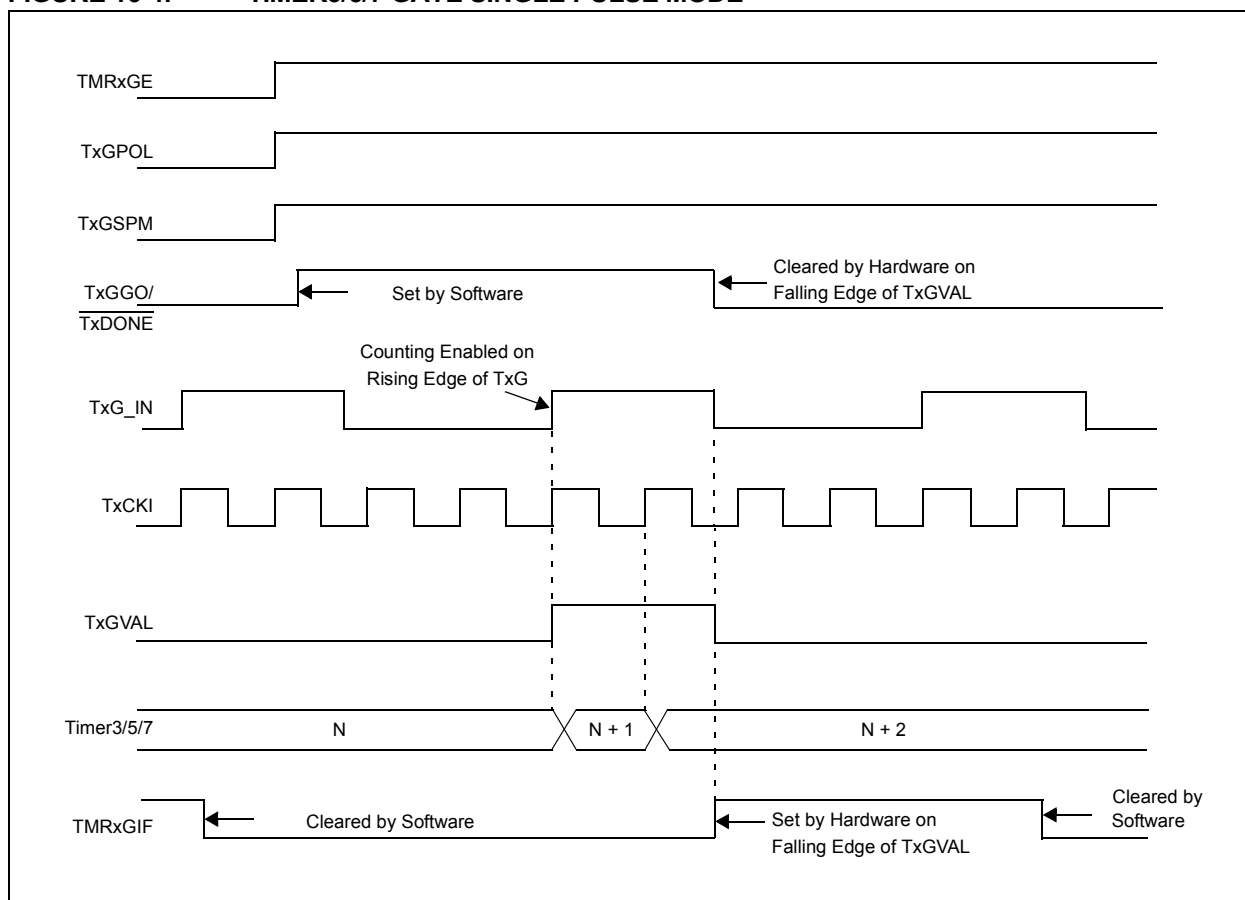 TMRxGE
TxGPOL
TxGSPM
TxGGO/
TxDONE
Set by Software
Cleared by Hardware on
Falling Edge of TxGVAL
Counting Enabled on
Rising Edge of TxG
TxG_IN
TxCKI
TxGVAL
Timer3/5/7
N
N + 1
N + 2
TMRxGIF
Cleared by Software
Set by Hardware on
Falling Edge of TxGVAL
Cleared by
Software